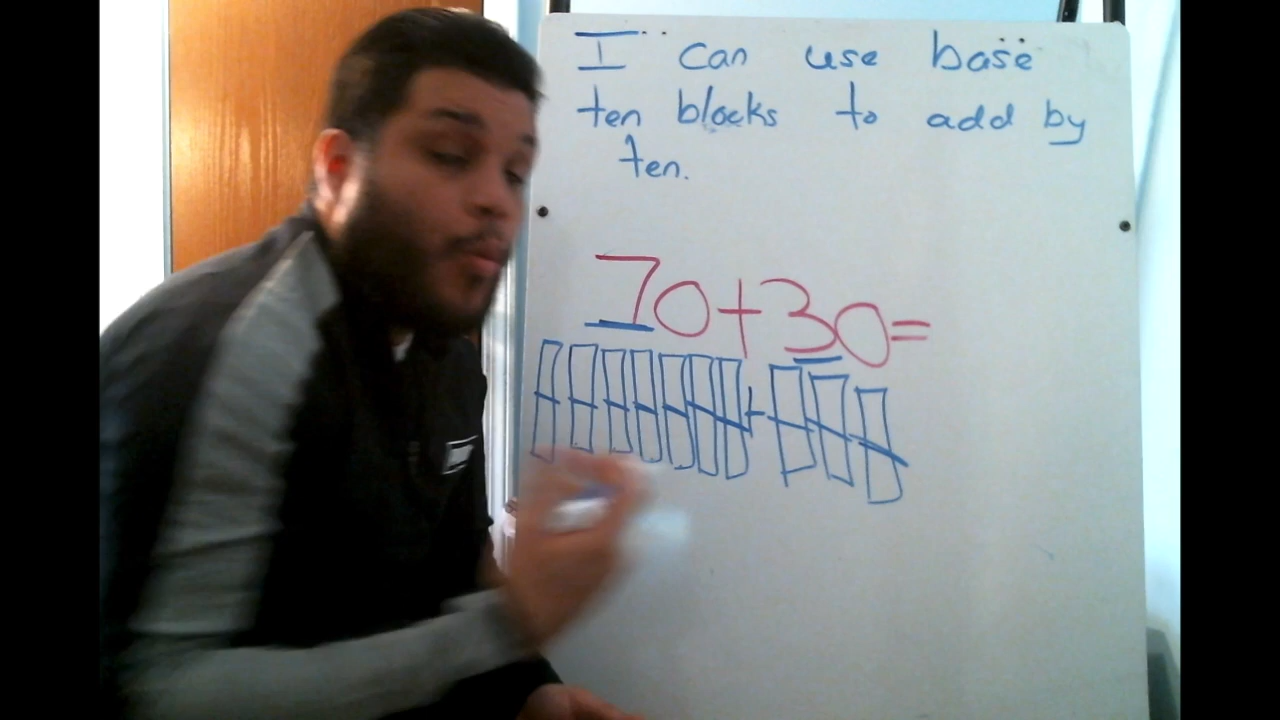 I can use base
ten blocks to add by
ten.
70+30=
+